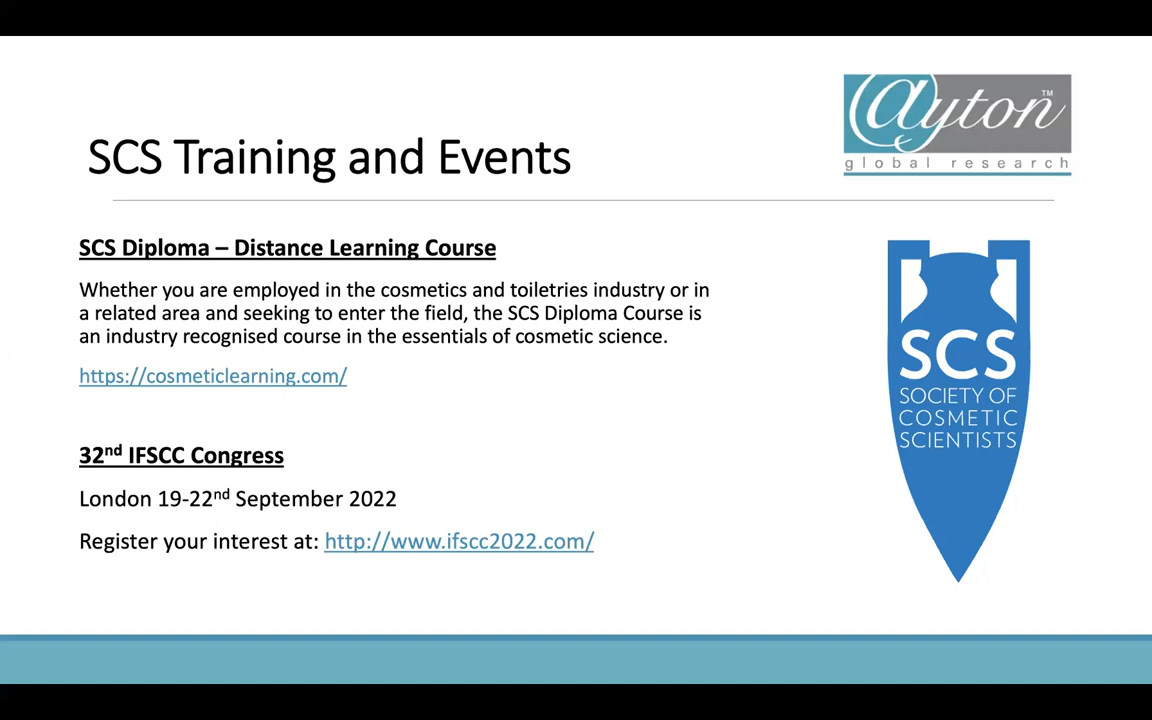 SCS Training and Events
@yton™
global research
SCS Diploma – Distance Learning Course
Whether you are employed in the cosmetics and toiletries industry or in
a related area and seeking to enter the field, the SCS Diploma Course is
an industry recognised course in the essentials of cosmetic science.
https://cosmeticlearning.com/
32nd IFSCC Congress
London 19-22nd September 2022
Register your interest at: http://www.ifscc2022.com/
SCS
SOCIETY OF
COSMETIC
SCIENTISTS